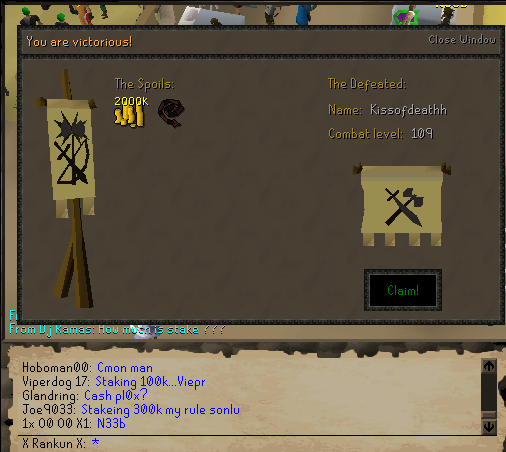 You are victorious!
Close Window
The Spoils:
2000k
The Defeated:
Name: Kissofdeathh
Combat level: 109
Claim!
From Dj Kamas: How much is stake ???
Hoboman00: Cmon man
Viperdog 17: Staking 100k...Viepr
Glandring: Cash pl0x?
Joe9033: Stakeing 300k my rule sonlu
1x 00 00 X1: N33b
X Rankun X: *